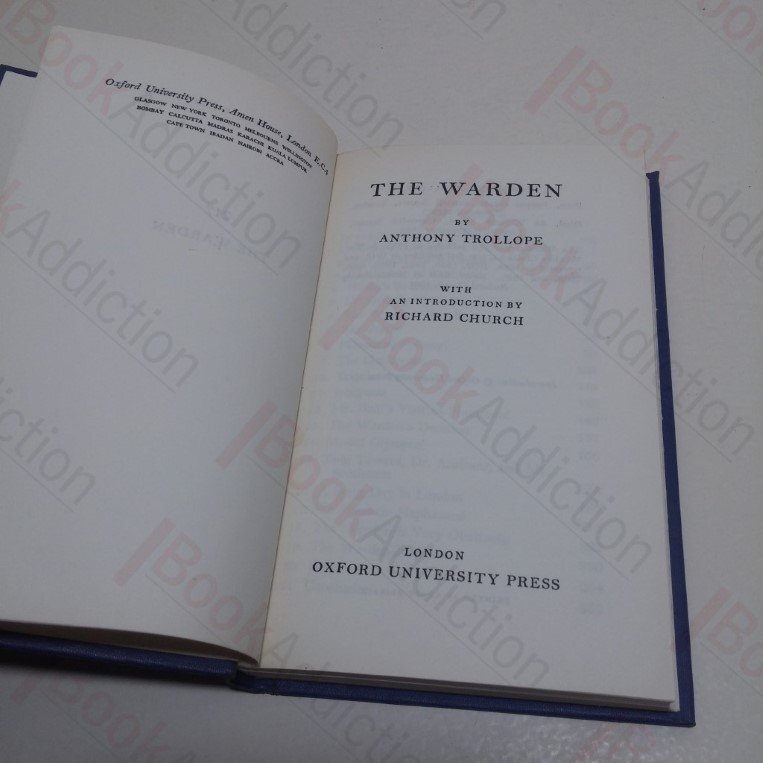 Oxford University Press, Amen House, London E.C.4
GLASGOW NEW YORK TORONTO MELBOURNE WELLINGTON
BOMBAY CALCUTTA MADRAS KARACHI KUALA LUMPUR
CAPE TOWN IBADAN NAIROBI ACCRA
THE WARDEN
BY
ANTHONY TROLLOPE
WITH
AN INTRODUCTION BY
RICHARD CHURCH
LONDON
OXFORD UNIVERSITY PRESS
BookAddiction